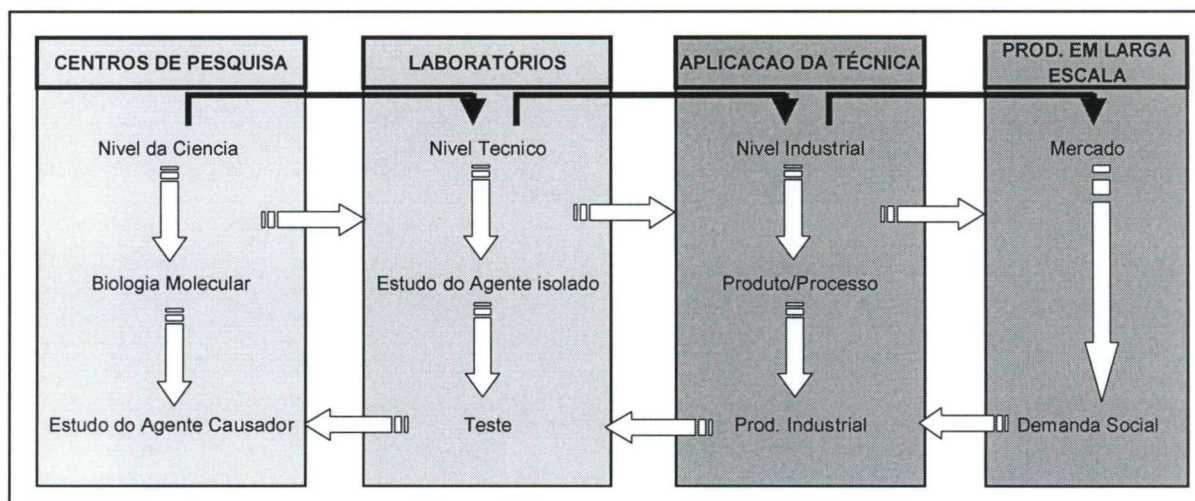 CENTROS DE PESQUISA
Nivel da Ciencia
Biologia Molecular
Estudo do Agente Causador
LABORATÓRIOS
Nivel Tecnico
Estudo do Agente isolado
Teste
APLICACAO DA TÉCNICA
Nivel Industrial
Produto/Processo
Prod. Industrial
PROD. EM LARGA
ESCALA
Mercado
Demanda Social